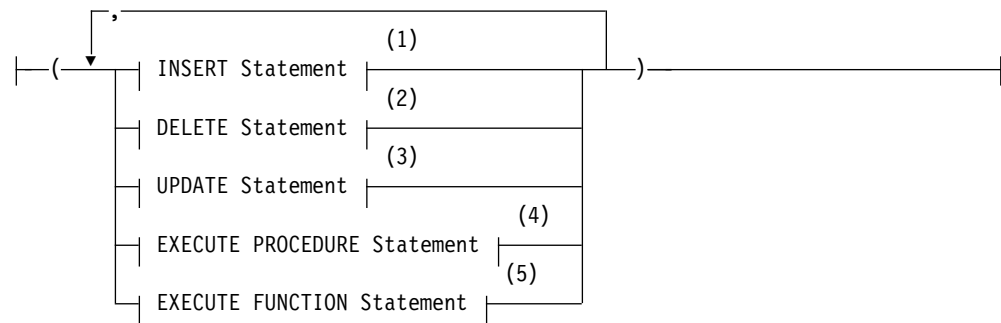 ,
(1)
( INSERT Statement )
(2)
DELETE Statement
(3)
UPDATE Statement
(4)
EXECUTE PROCEDURE Statement
(5)
EXECUTE FUNCTION Statement